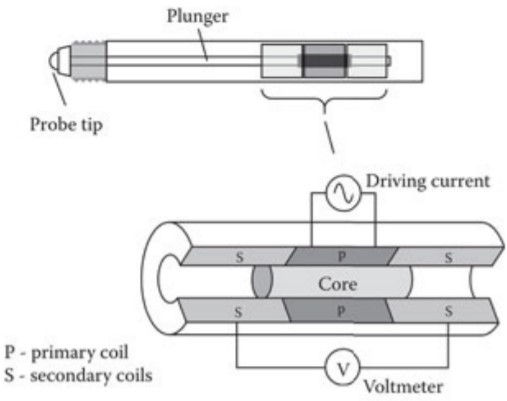 Plunger
Probe tip
Driving current
S P S
Core
S P S
P - primary coil
S - secondary coils
V
Voltmeter